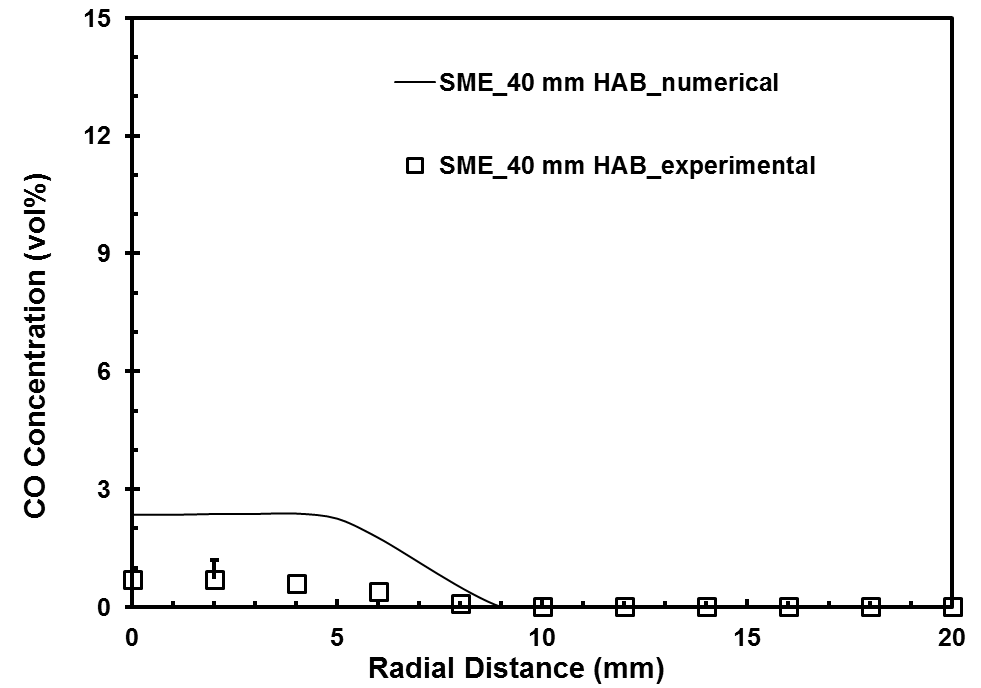 15
SME_40 mm HAB_numerical
12
SME_40 mm HAB_experimental
9
CO Concentration (vol%)
6
3
0
0 5 10 15 20
Radial Distance (mm)